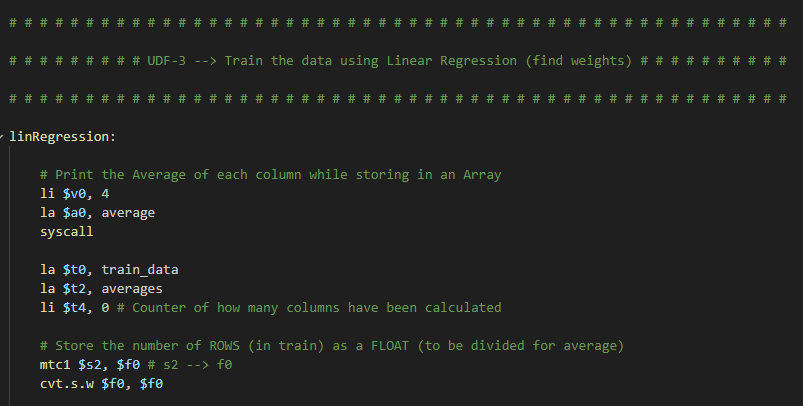 # # # # # # # # # # # # # # # # # # # # # # # # # # # # # # # # # # # # # # # # # # # # # # # # # # #
# # # # # # # # # UDF-3 --> Train the data using Linear Regression (find weights) # # # # # # # # # #
# # # # # # # # # # # # # # # # # # # # # # # # # # # # # # # # # # # # # # # # # # # # # # # # # # #
linRegression:
# Print the Average of each column while storing in an Array
li $v0, 4
la $a0, average
syscall
la $t0, train_data
la $t2, averages
li $t4, 0 # Counter of how many columns have been calculated
# Store the number of ROWS (in train) as a FLOAT (to be divided for average)
mtc1 $s2, $f0 # s2 --> f0
cvt.s.w $f0, $f0